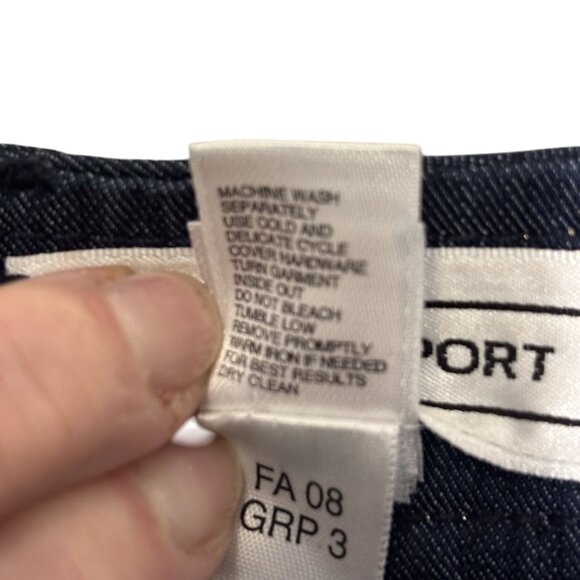 MACHINE WASH
SEPARATELY
USE COLD AND
DELICATE CYCLE
COVER HARDWARE
TURN GARMENT
INSIDE OUT
DO NOT BLEACH
TUMBLE LOW
REMOVE PROMPTLY
WARM IRON IF NEEDED
FOR BEST RESULTS
DRY CLEAN
PORT
FA 08
GRP 3